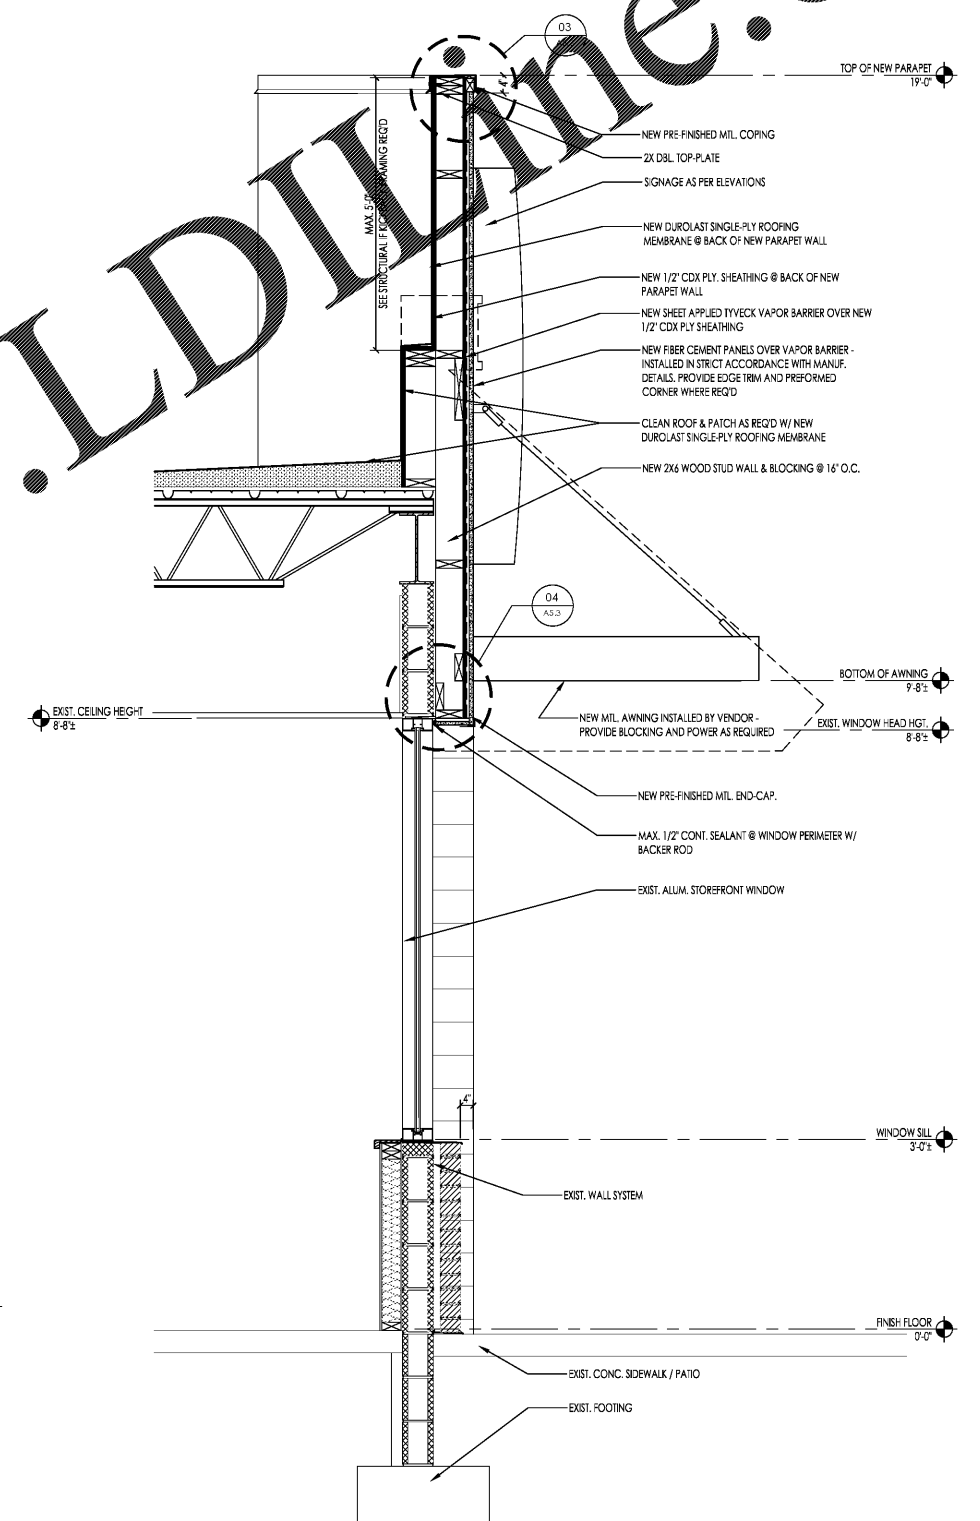 .LDILine.
03
TOP OF NEW PARAPET
19'-0"
4"
NEW PRE-FINISHED MTL. COPING
2X DBL. TOP-PLATE
SIGNAGE AS PER ELEVATIONS
MAX. 5'-0"
SEE STRUCTURAL IF KICKER FRAMING REQ'D
NEW DUROLAST SINGLE-PLY ROOFING
MEMBRANE @ BACK OF NEW PARAPET WALL
NEW 1/2" CDX PLY. SHEATHING @ BACK OF NEW
PARAPET WALL
NEW SHEET APPLIED TYVECK VAPOR BARRIER OVER NEW
1/2" CDX PLY SHEATHING
NEW FIBER CEMENT PANELS OVER VAPOR BARRIER -
INSTALLED IN STRICT ACCORDANCE WITH MANUF.
DETAILS. PROVIDE EDGE TRIM AND PREFORMED
CORNER WHERE REQ'D
CLEAN ROOF & PATCH AS REQ'D W/ NEW
DUROLAST SINGLE-PLY ROOFING MEMBRANE
NEW 2X6 WOOD STUD WALL & BLOCKING @ 16" O.C.
04
A5.3
BOTTOM OF AWNING
9'-8"±
EXIST. CEILING HEIGHT
8'-8"±
NEW MTL. AWNING INSTALLED BY VENDOR -
PROVIDE BLOCKING AND POWER AS REQUIRED
EXIST. WINDOW HEAD HGT.
8'-8"±
NEW PRE-FINISHED MTL. END-CAP.
MAX. 1/2" CONT. SEALANT @ WINDOW PERIMETER W/
BACKER ROD
EXIST. ALUM. STOREFRONT WINDOW
4"
WINDOW SILL
3'-0"±
EXIST. WALL SYSTEM
FINISH FLOOR
0'-0"
EXIST. CONC. SIDEWALK / PATIO
EXIST. FOOTING